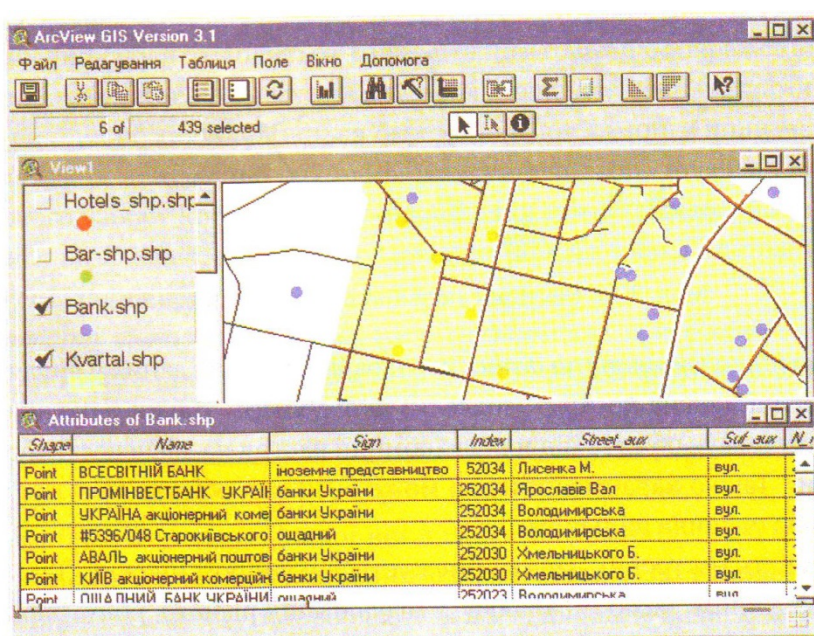 ArcView GIS Version 3.1
Файл Редагування Таблиця Поле Вікно Допомога
6 of 439 selected
View1
Hotels_shp.shp
Bar-shp.shp
Bank.shp
Kvartal.shp
Attributes of Bank.shp
Shape Name Sign Index Street_aux Suf_aux
Point ВСЕСВІТНІЙ БАНК іноземне представництво 52034 Лисенка М. вул.
Point ПРОМІНВЕСТБАНК УКРАЇН банки України 252034 Ярославів Вал вул.
Point УКРАЇНА акціонерний коме банки України 252034 Володимирська вул.
Point #5396/048 Старокиївського ощадний 252034 Володимирська вул.
Point АВАЛЬ акціонерний поштов банки України 252030 Хмельницького Б. вул.
Point КИЇВ акціонерний комерційн банки України 252030 Хмельницького Б. вул.
Point ОЩАДНИЙ БАНК УКРАЇНИ ощадний 252023 Володимирська вул